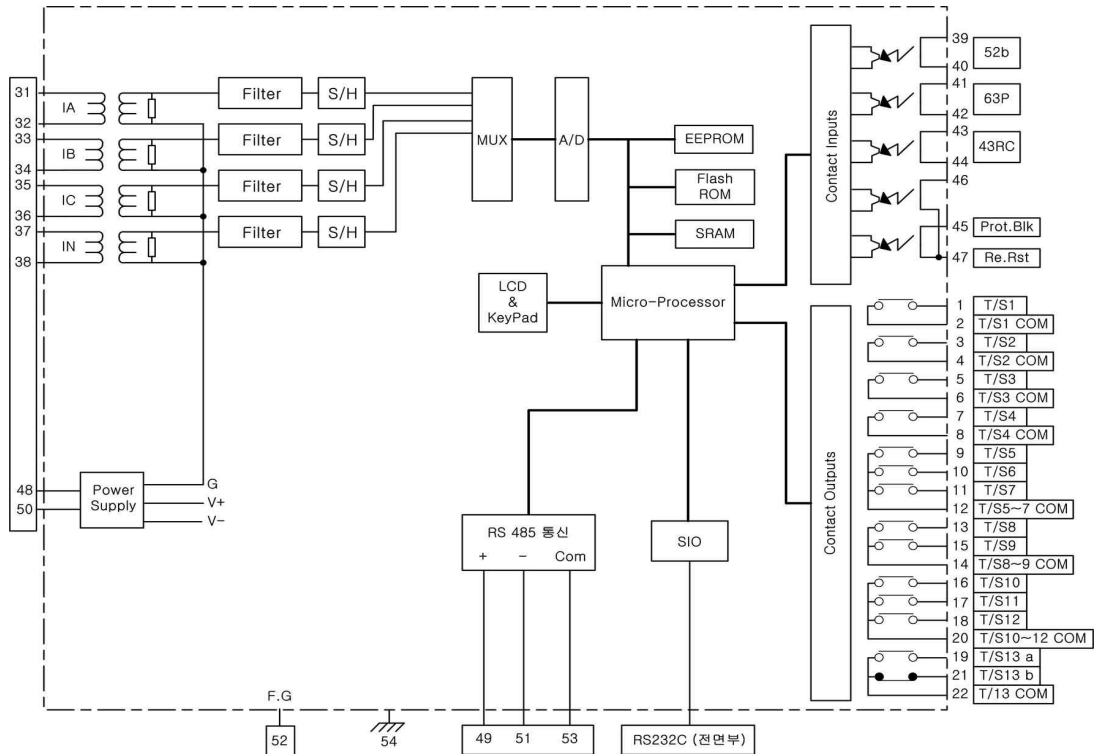 31
IA
32
33
IB
34
35
IC
36
37
IN
38
Filter
S/H
Filter
S/H
Filter
S/H
Filter
S/H
MUX
A/D
EEPROM
Flash
ROM
SRAM
LCD
&
KeyPad
Micro-Processor
Contact Inputs
39
40
52b
41
42
63P
43
44
43RC
46
45
Prot.Blk
47
Re.Rst
Contact Outputs
1 T/S1
2 T/S1 COM
3 T/S2
4 T/S2 COM
5 T/S3
6 T/S3 COM
7 T/S4
8 T/S4 COM
9 T/S5
10 T/S6
11 T/S7
12 T/S5~7 COM
13 T/S8
15 T/S9
14 T/S8~9 COM
16 T/S10
17 T/S11
18 T/S12
20 T/S10~12 COM
19 T/S13 a
21 T/S13 b
22 T/13 COM
48
50
Power
Supply
G
V+
V-
RS 485 통신
+ - Com
SIO
F.G
52
54
49 51 53
RS232C (전면부)